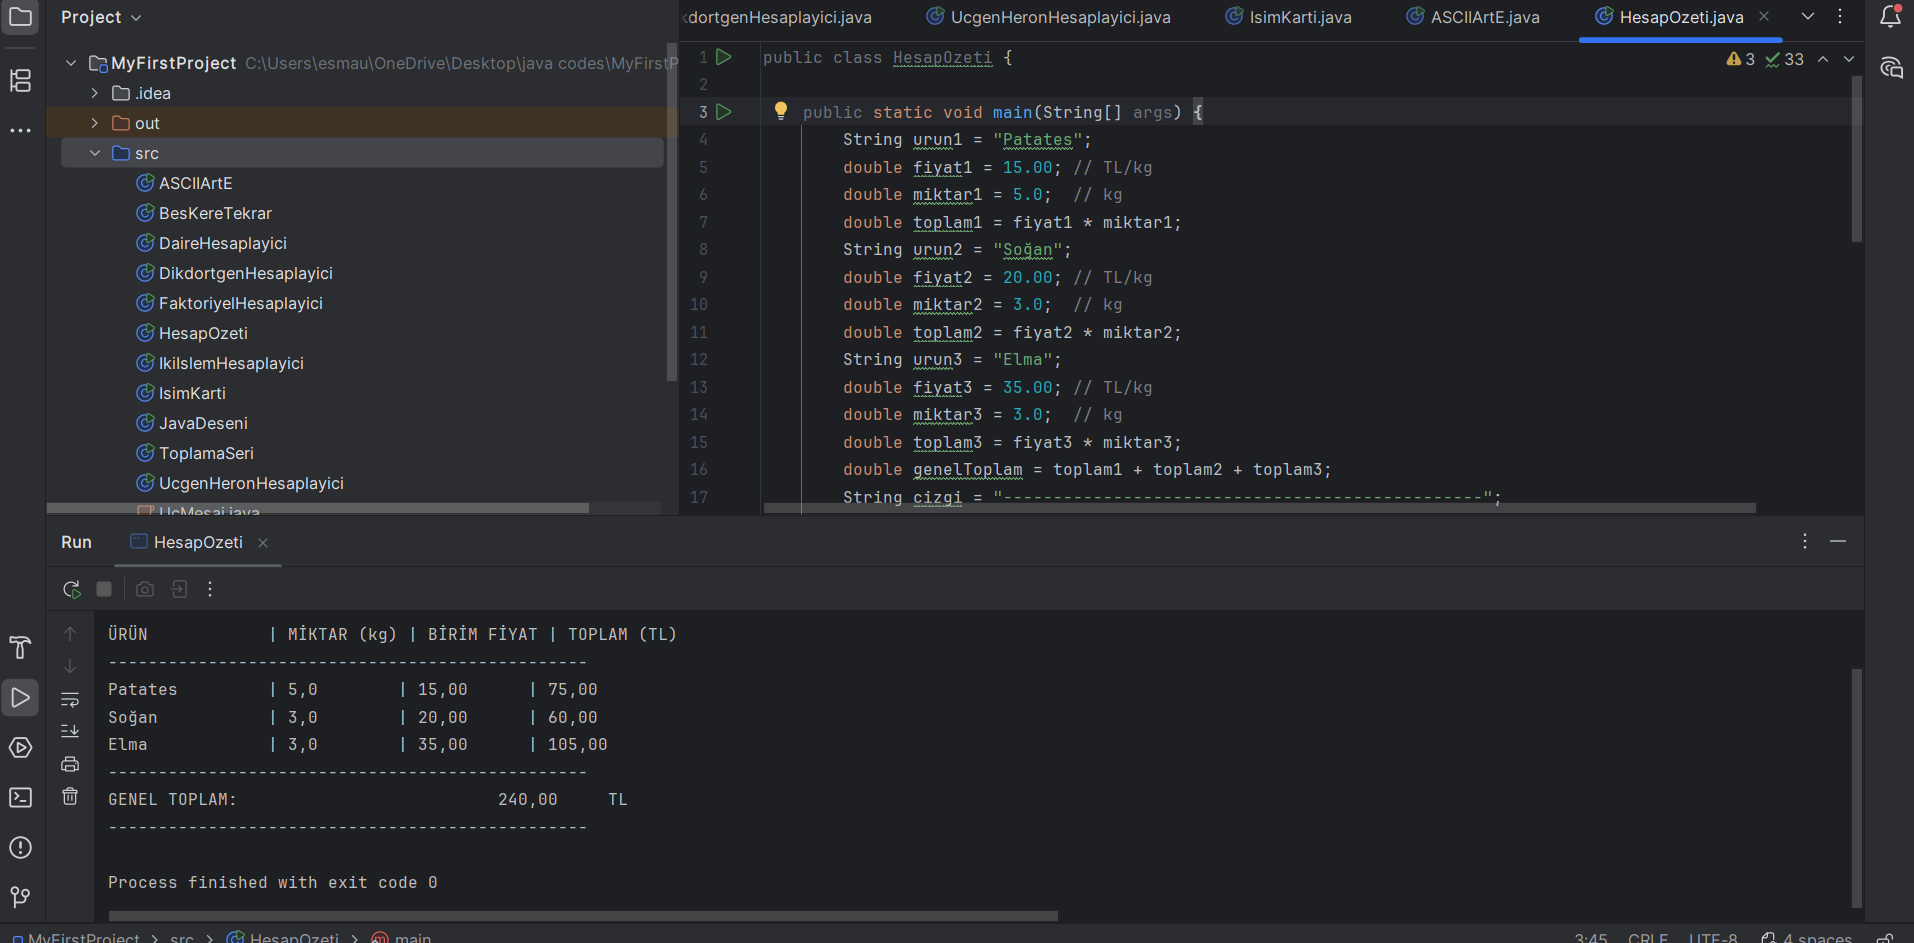 Project
dortgenHesaplayici.java UcgenHeronHesaplayici.java IsimKarti.java ASCIIArtE.java HesapOzeti.java
MyFirstProject C:\Users\esmau\OneDrive\Desktop\java codes\MyFirstP
.idea
out
src
ASCIIArtE
BesKereTekrar
DaireHesaplayici
DikdortgenHesaplayici
FaktoriyelHesaplayici
HesapOzeti
IkiIslemHesaplayici
IsimKarti
JavaDeseni
ToplamaSeri
UcgenHeronHesaplayici
UcMesaj.java
3 33
1 public class HesapOzeti {
2
3 public static void main(String[] args) {
4 String urun1 = "Patates";
5 double fiyat1 = 15.00; // TL/kg
6 double miktar1 = 5.0;  // kg
7 double toplam1 = fiyat1 * miktar1;
8 String urun2 = "Soğan";
9 double fiyat2 = 20.00; // TL/kg
10 double miktar2 = 3.0;  // kg
11 double toplam2 = fiyat2 * miktar2;
12 String urun3 = "Elma";
13 double fiyat3 = 35.00; // TL/kg
14 double miktar3 = 3.0;  // kg
15 double toplam3 = fiyat3 * miktar3;
16 double genelToplam = toplam1 + toplam2 + toplam3;
17 String cizgi = "------------------------------------------------";
Run HesapOzeti
ÜRÜN | MİKTAR (kg) | BİRİM FİYAT | TOPLAM (TL)
------------------------------------------------
Patates | 5,0 | 15,00 | 75,00
Soğan | 3,0 | 20,00 | 60,00
Elma | 3,0 | 35,00 | 105,00
------------------------------------------------
GENEL TOPLAM: 240,00 TL
------------------------------------------------
Process finished with exit code 0
MyFirstProject > src > HesapOzeti > main
3:45 CRLF UTF-8 4 spaces